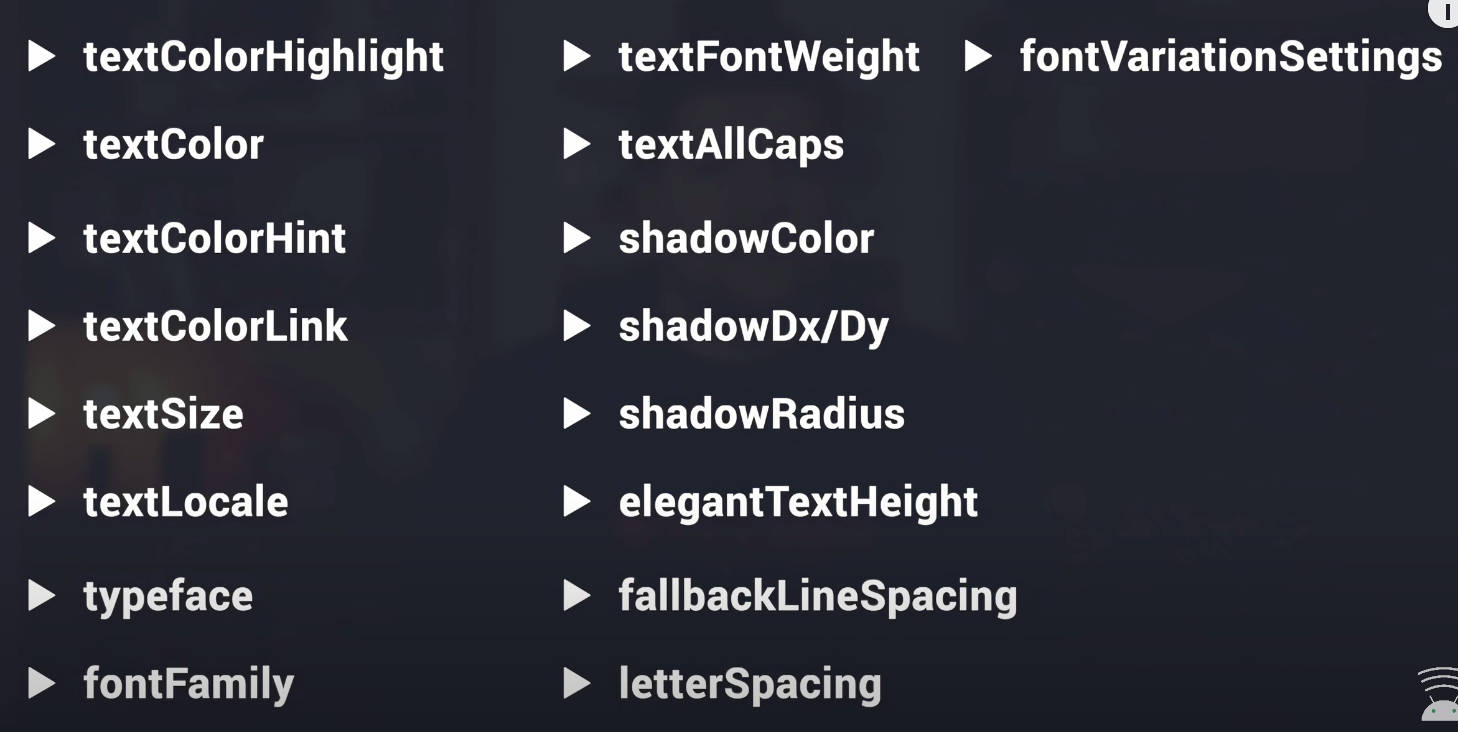 textColorHighlight
textColor
textColorHint
textColorLink
textSize
textLocale
typeface
fontFamily
textFontWeight
textAllCaps
shadowColor
shadowDx/Dy
shadowRadius
elegantTextHeight
fallbackLineSpacing
letterSpacing
fontVariationSettings